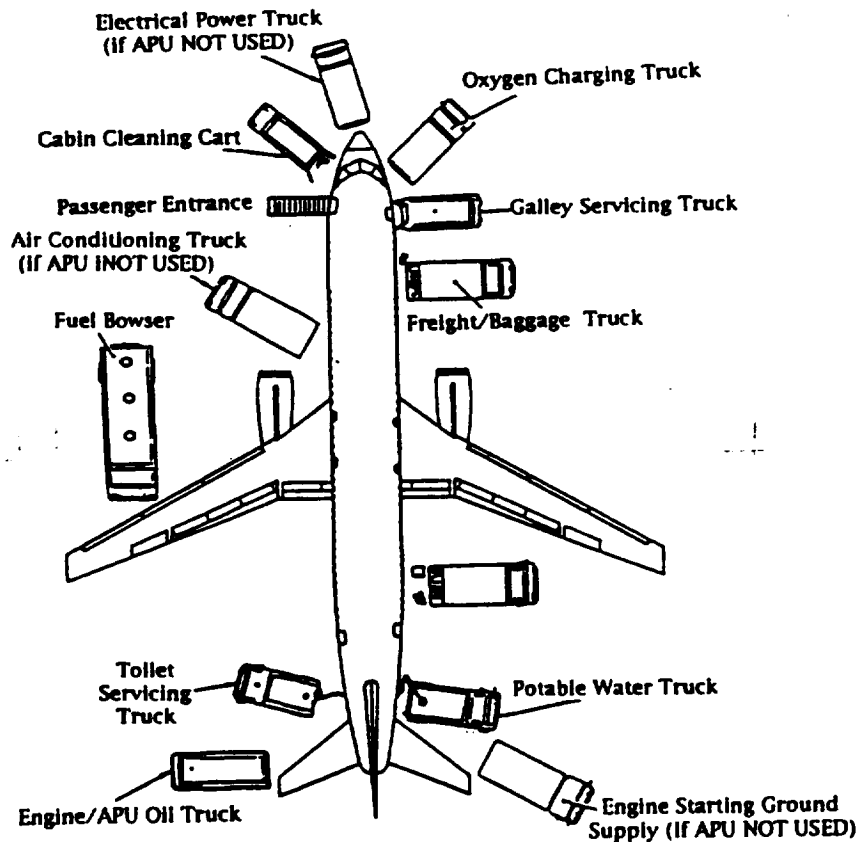 Electrical Power Truck
(if APU NOT USED)
Oxygen Charging Truck
Cabin Cleaning Cart
Passenger Entrance
Galley Servicing Truck
Air Conditioning Truck
(if APU iNOT USED)
Fuel Bowser
Freight/Baggage Truck
Toilet
Servicing
Truck
Potable Water Truck
Engine/APU Oil Truck
Engine Starting Ground
Supply (if APU NOT USED)